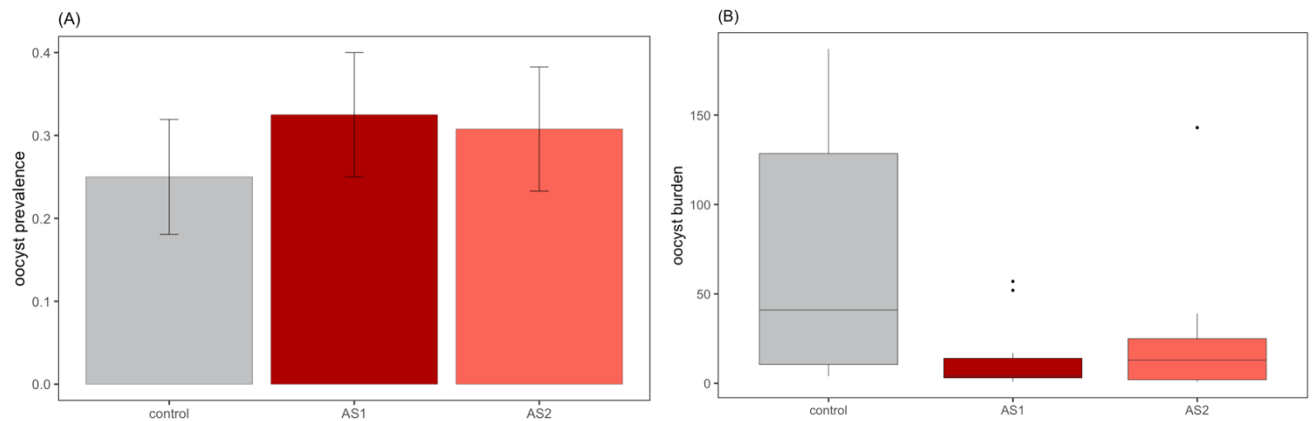 (A)
oocyst prevalence
0.4
0.3
0.2
0.1
0.0
control AS1 AS2
(B)
oocyst burden
150
100
50
0
control AS1 AS2